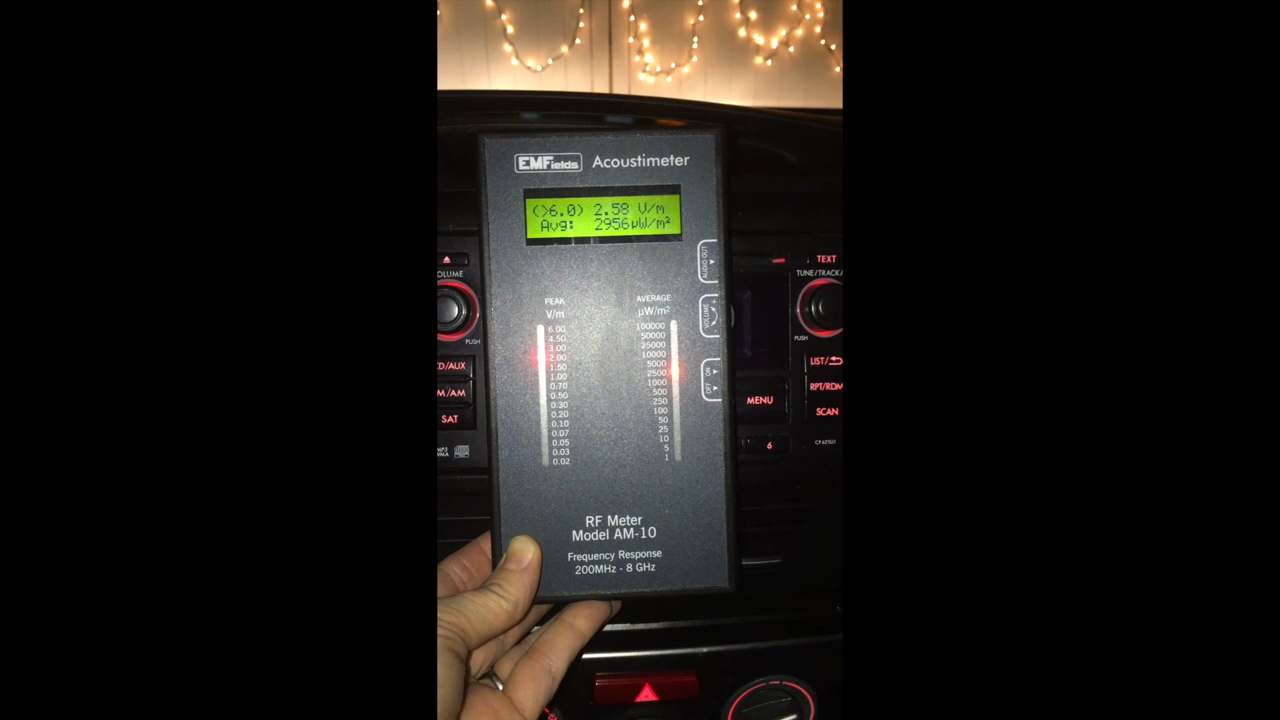 EMFields Acoustimeter
(>6.0) 2.58 V/m
Avg: 2956µW/m²
AUDIO OUT
VOLUME - +
OFF ON
PEAK
V/m
6.00
4.50
3.00
2.00
1.50
1.00
0.70
0.50
0.30
0.20
0.10
0.07
0.05
0.03
0.02
AVERAGE
µW/m²
100000
50000
25000
10000
5000
2500
1000
500
250
100
50
25
10
5
1
RF Meter
Model AM-10
Frequency Response
200MHz - 8 GHz
OLUME
PUSH
D/AUX
M/AM
SAT
MP3
WMA
TEXT
TUNE/TRACK/
PUSH
LIST/
RPT/RDM
SCAN
MENU
6